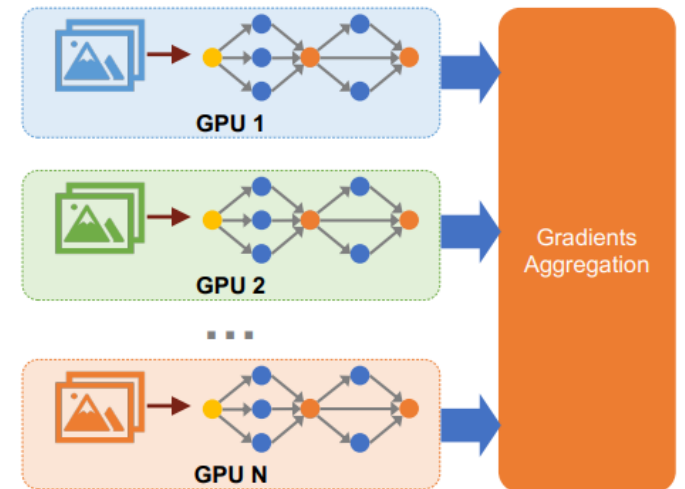 GPU 1
GPU 2
...
GPU N
Gradients
Aggregation